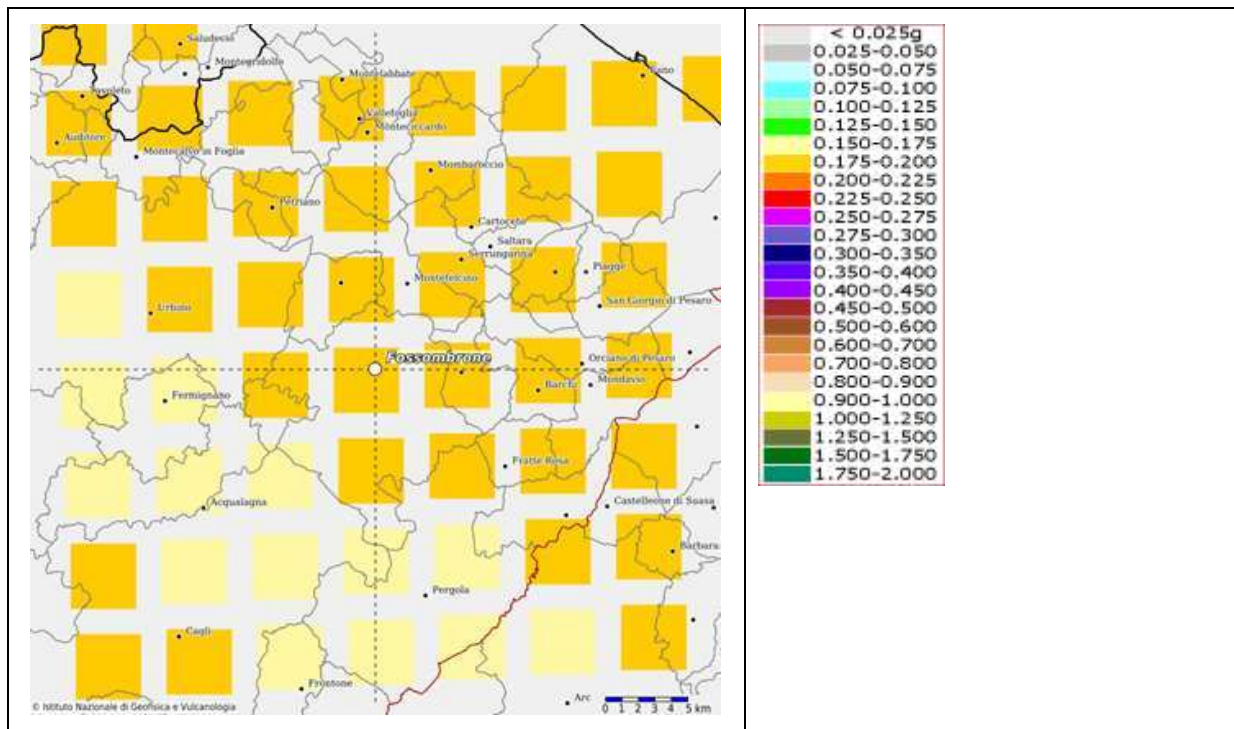 Saludecio
Montegridolfo
Montelabbate
Fano
Tavoleto
Vallefoglia
Monteciccardo
Auditore
Montecalvo in Foglia
Mombaroccio
Petriano
Cartoceto
Saltara
Serrungarina
Piagge
Montefelcino
San Giorgio di Pesaro
Urbino
Fossombrone
Orciano di Pesaro
Mondavio
Barchi
Fermignano
Fratte Rosa
Acqualagna
Castelleone di Suasa
Barbara
Pergola
Cagli
Frontone
Arc
© Istituto Nazionale di Geofisica e Vulcanologia
0 1 2 3 4 5 km
< 0.025g
0.025-0.050
0.050-0.075
0.075-0.100
0.100-0.125
0.125-0.150
0.150-0.175
0.175-0.200
0.200-0.225
0.225-0.250
0.250-0.275
0.275-0.300
0.300-0.350
0.350-0.400
0.400-0.450
0.450-0.500
0.500-0.600
0.600-0.700
0.700-0.800
0.800-0.900
0.900-1.000
1.000-1.250
1.250-1.500
1.500-1.750
1.750-2.000